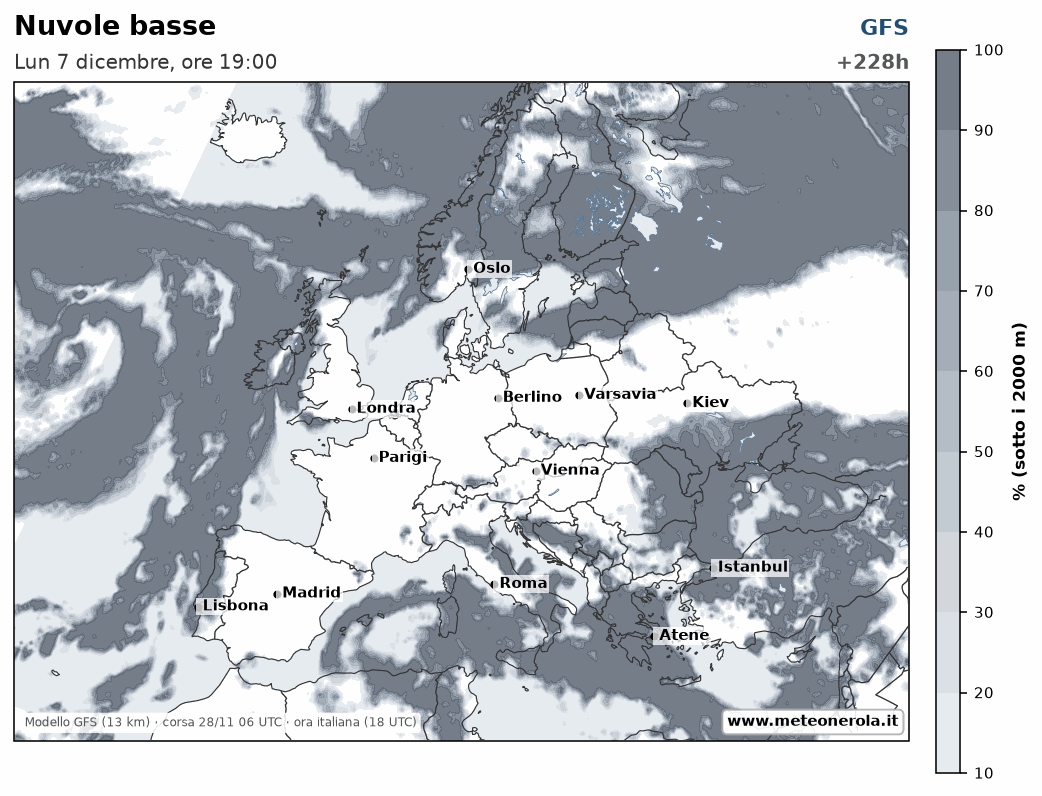 Nuvole basse
GFS
Lun 7 dicembre, ore 19:00
+228h
100
90
80
70
60
50
40
30
20
10
% (sotto i 2000 m)
Oslo
Londra
Berlino
Varsavia
Kiev
Parigi
Vienna
Istanbul
Roma
Madrid
Lisbona
Atene
Modello GFS (13 km) · corsa 28/11 06 UTC · ora italiana (18 UTC)
www.meteonerola.it